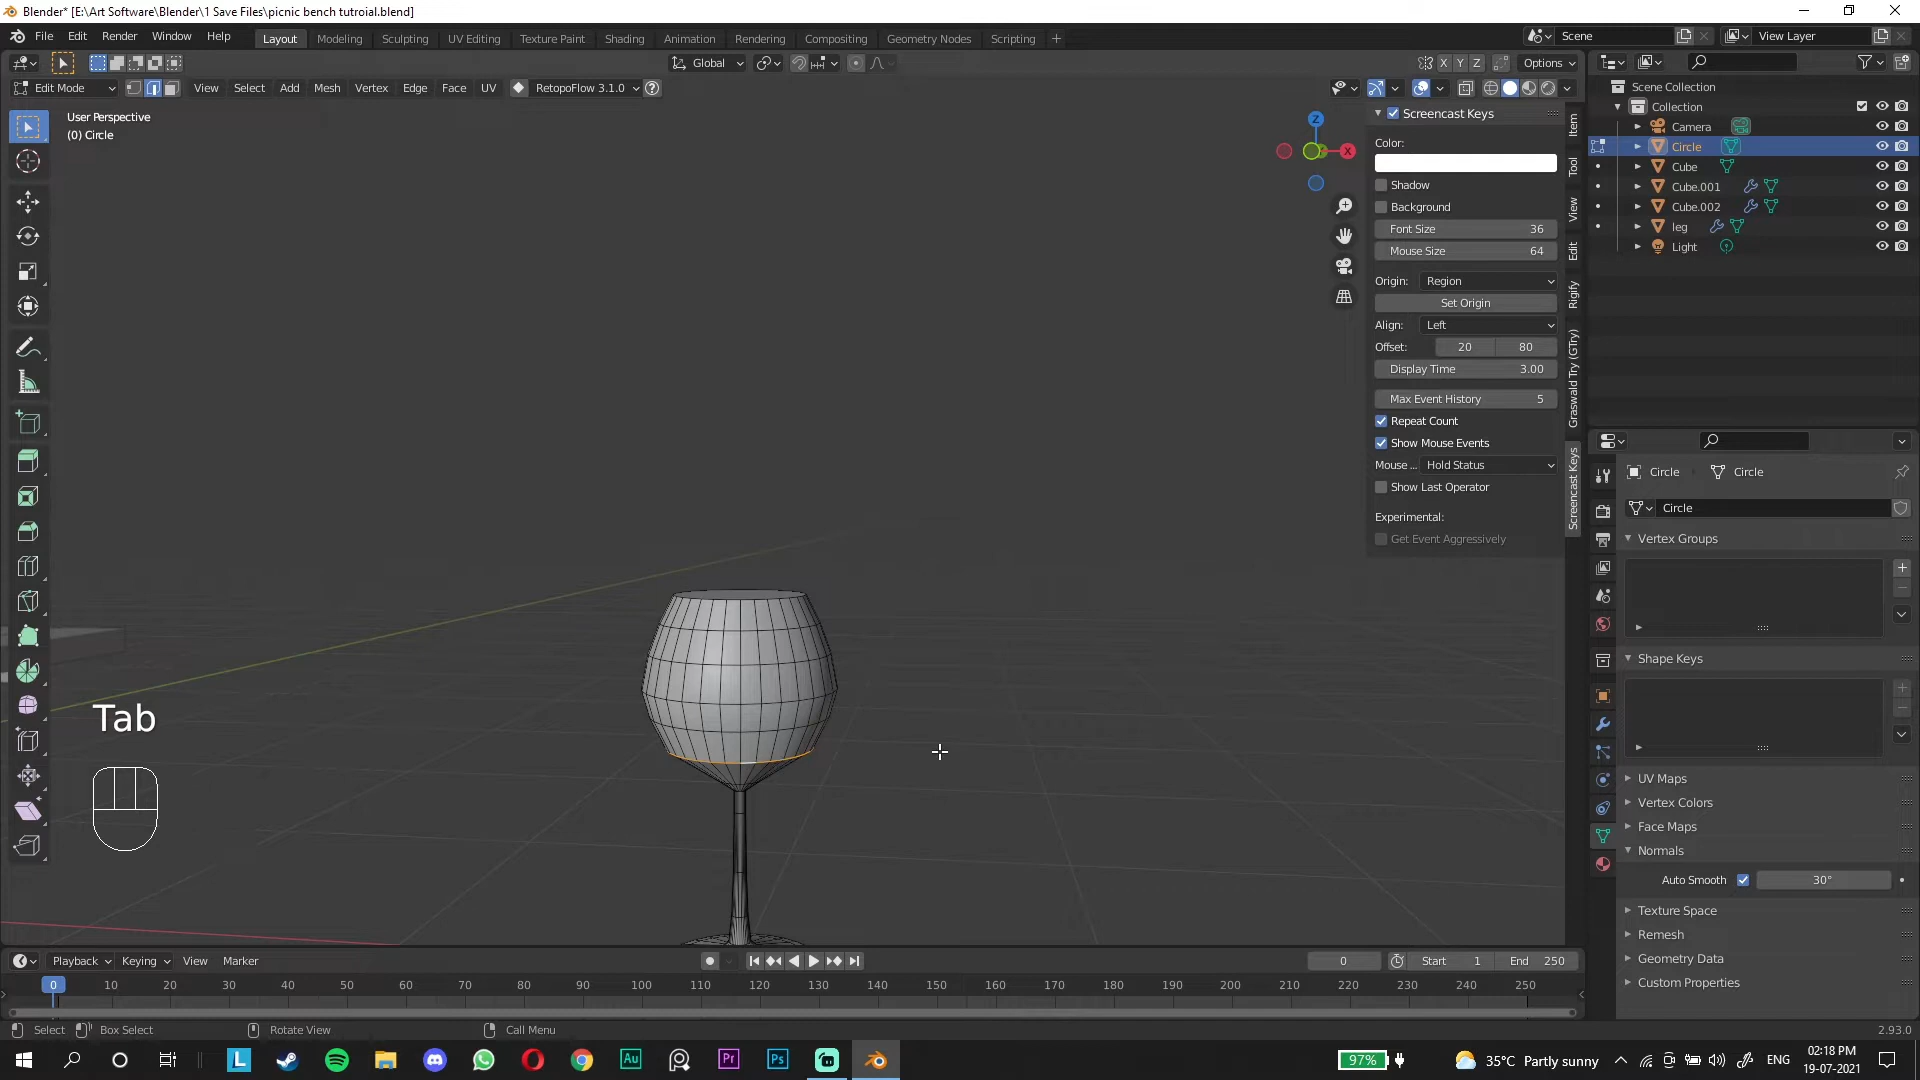 Blender* [E:\Art Software\Blender\1 Save Files\picnic bench tutroial.blend]
File Edit Render Window Help Layout Modeling Sculpting UV Editing Texture Paint Shading Animation Rendering Compositing Geometry Nodes Scripting + Scene View Layer
Global X Y Z Options
Edit Mode View Select Add Mesh Vertex Edge Face UV RetopoFlow 3.1.0 ?
User Perspective
(0) Circle
Z
X
Screencast Keys
Color:
Shadow
Background
Font Size 36
Mouse Size 64
Origin: Region
Set Origin
Align: Left
Offset: 20 80
Display Time 3.00
Max Event History 5
Repeat Count
Show Mouse Events
Mouse ... Hold Status
Show Last Operator
Experimental:
Get Event Aggressively
Item
Tool
View
Edit
Rigify
Graswald Try (GTry)
Screencast Keys
Scene Collection
Collection
Camera
Circle
Cube
Cube.001
Cube.002
leg
Light
Circle Circle
Circle
Vertex Groups
Shape Keys
UV Maps
Vertex Colors
Face Maps
Normals
Auto Smooth 30°
Texture Space
Remesh
Geometry Data
Custom Properties
Tab
Playback Keying View Marker 0 Start 1 End 250
0 10 20 30 40 50 60 70 80 90 100 110 120 130 140 150 160 170 180 190 200 210 220 230 240 250
Select Box Select Rotate View Call Menu 2.93.0
L Au Pr Ps 97% 35°C Partly sunny ENG 02:18 PM
19-07-2021